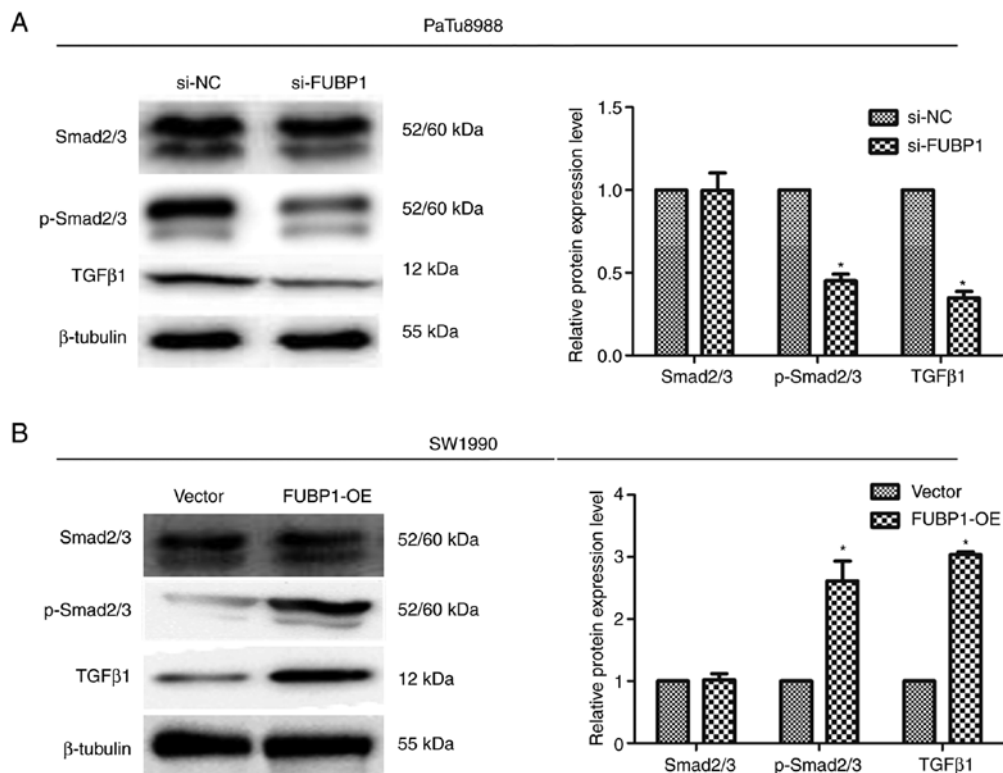 A
PaTu8988
si-NC si-FUBP1
Smad2/3 52/60 kDa
p-Smad2/3 52/60 kDa
TGFβ1 12 kDa
β-tubulin 55 kDa
Relative protein expression level
1.5
1.0
0.5
0.0
si-NC
si-FUBP1
*
*
Smad2/3 p-Smad2/3 TGFβ1
B
SW1990
Vector FUBP1-OE
Smad2/3 52/60 kDa
p-Smad2/3 52/60 kDa
TGFβ1 12 kDa
β-tubulin 55 kDa
Relative protein expression level
4
3
2
1
0
Vector
FUBP1-OE
*
*
Smad2/3 p-Smad2/3 TGFβ1